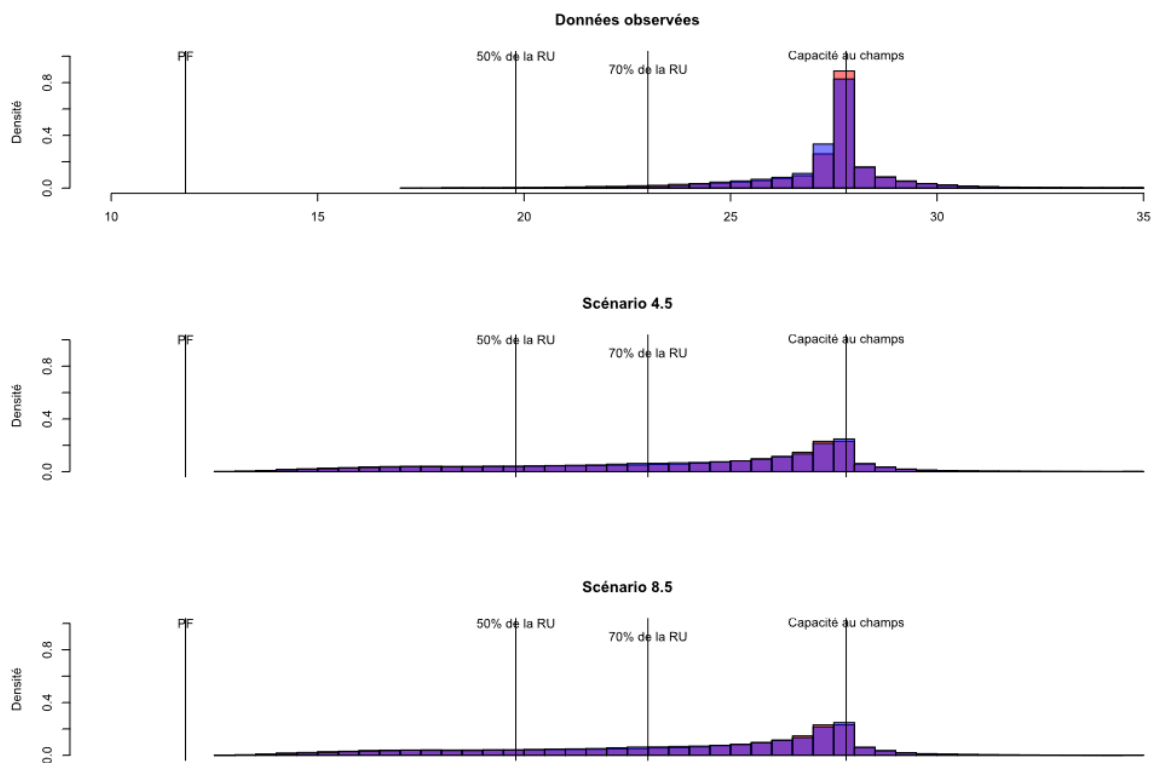 Données observées
PF
50% de la RU
70% de la RU
Capacité au champs
Densité
0.0 0.4 0.8
10 15 20 25 30 35
Scénario 4.5
PF
50% de la RU
70% de la RU
Capacité au champs
Densité
0.0 0.4 0.8
Scénario 8.5
PF
50% de la RU
70% de la RU
Capacité au champs
Densité
0.0 0.4 0.8